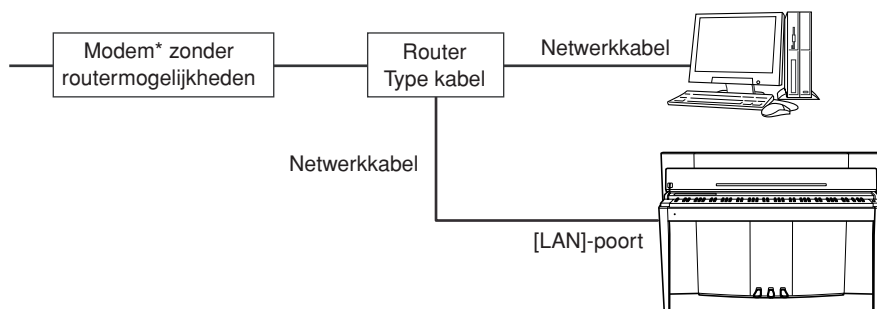 Modem* zonder
routermogelijkheden
Router
Type kabel
Netwerkkabel
Netwerkkabel
[LAN]-poort